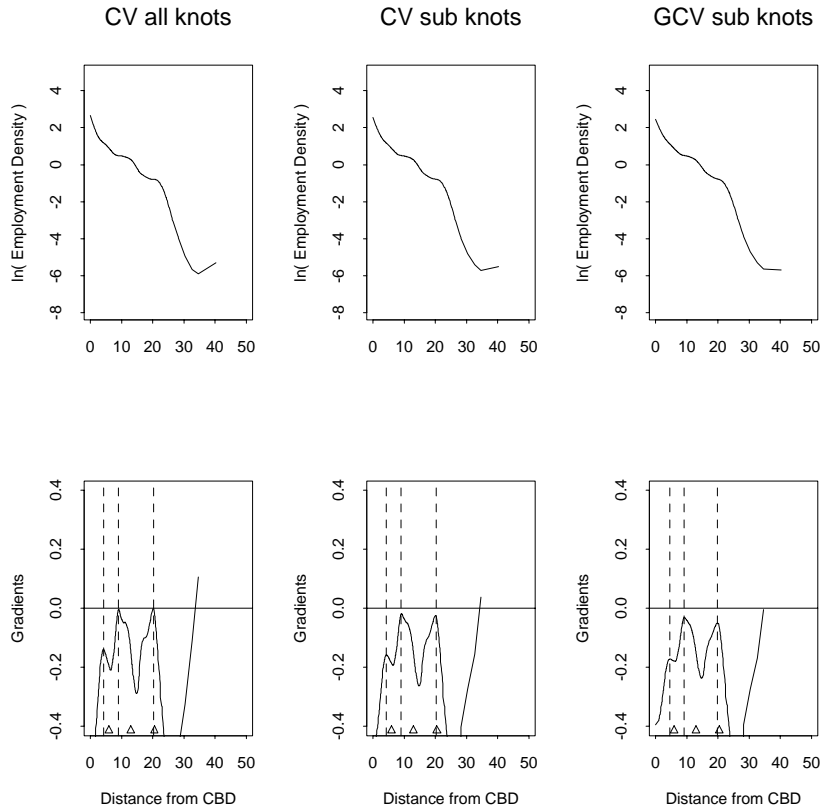 CV all knots
CV sub knots
GCV sub knots
ln( Employment Density )
4
2
0
-2
-4
-6
-8
0 10 20 30 40 50
ln( Employment Density )
4
2
0
-2
-4
-6
-8
0 10 20 30 40 50
ln( Employment Density )
4
2
0
-2
-4
-6
-8
0 10 20 30 40 50
Gradients
0.4
0.2
0.0
-0.2
-0.4
0 10 20 30 40 50
Distance from CBD
Gradients
0.4
0.2
0.0
-0.2
-0.4
0 10 20 30 40 50
Distance from CBD
Gradients
0.4
0.2
0.0
-0.2
-0.4
0 10 20 30 40 50
Distance from CBD